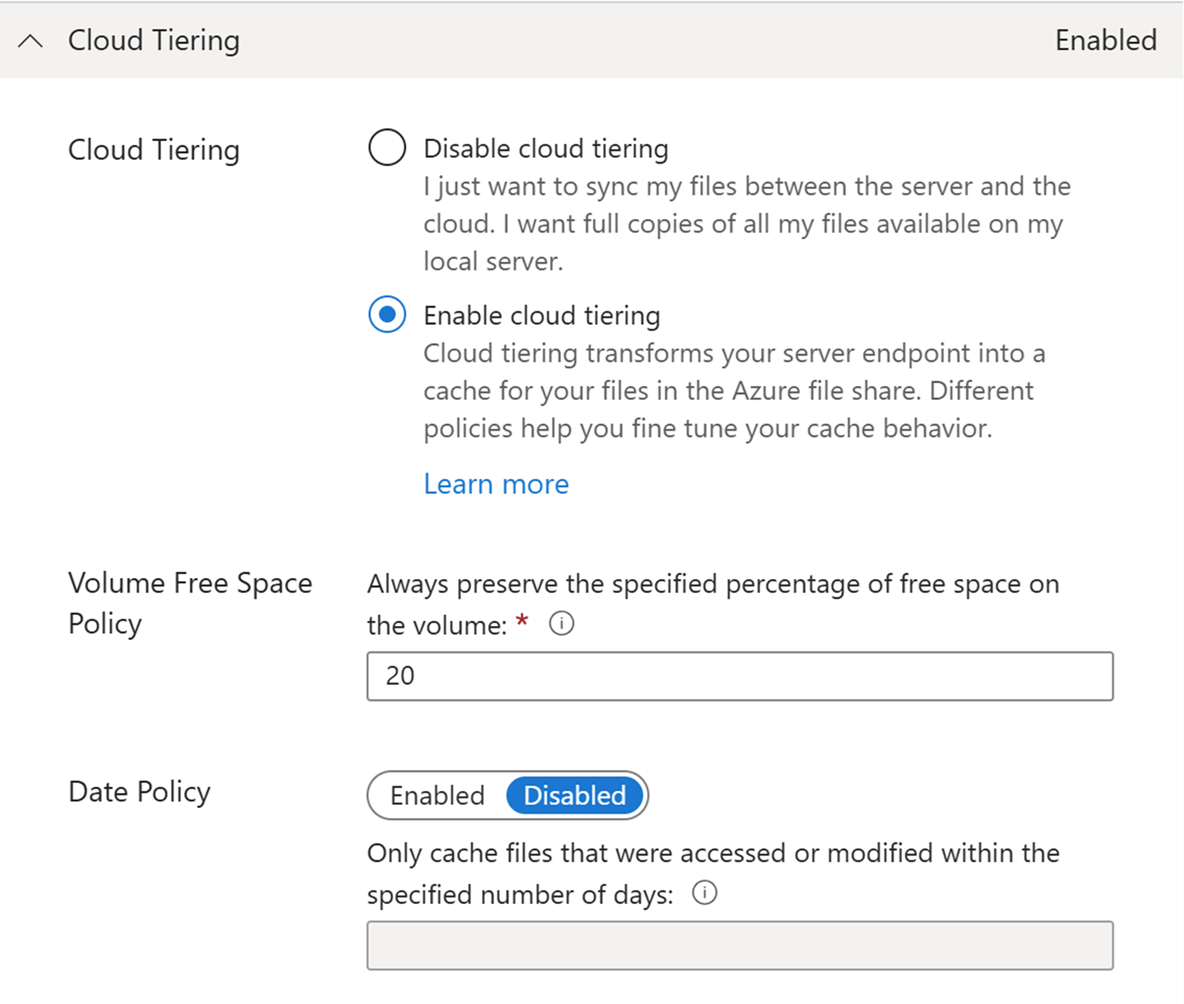 Cloud Tiering
Enabled
Cloud Tiering
Disable cloud tiering
I just want to sync my files between the server and the
cloud. I want full copies of all my files available on my
local server.
Enable cloud tiering
Cloud tiering transforms your server endpoint into a
cache for your files in the Azure file share. Different
policies help you fine tune your cache behavior.
Learn more
Volume Free Space
Policy
Always preserve the specified percentage of free space on
the volume: *
20
Date Policy
Enabled
Disabled
Only cache files that were accessed or modified within the
specified number of days: